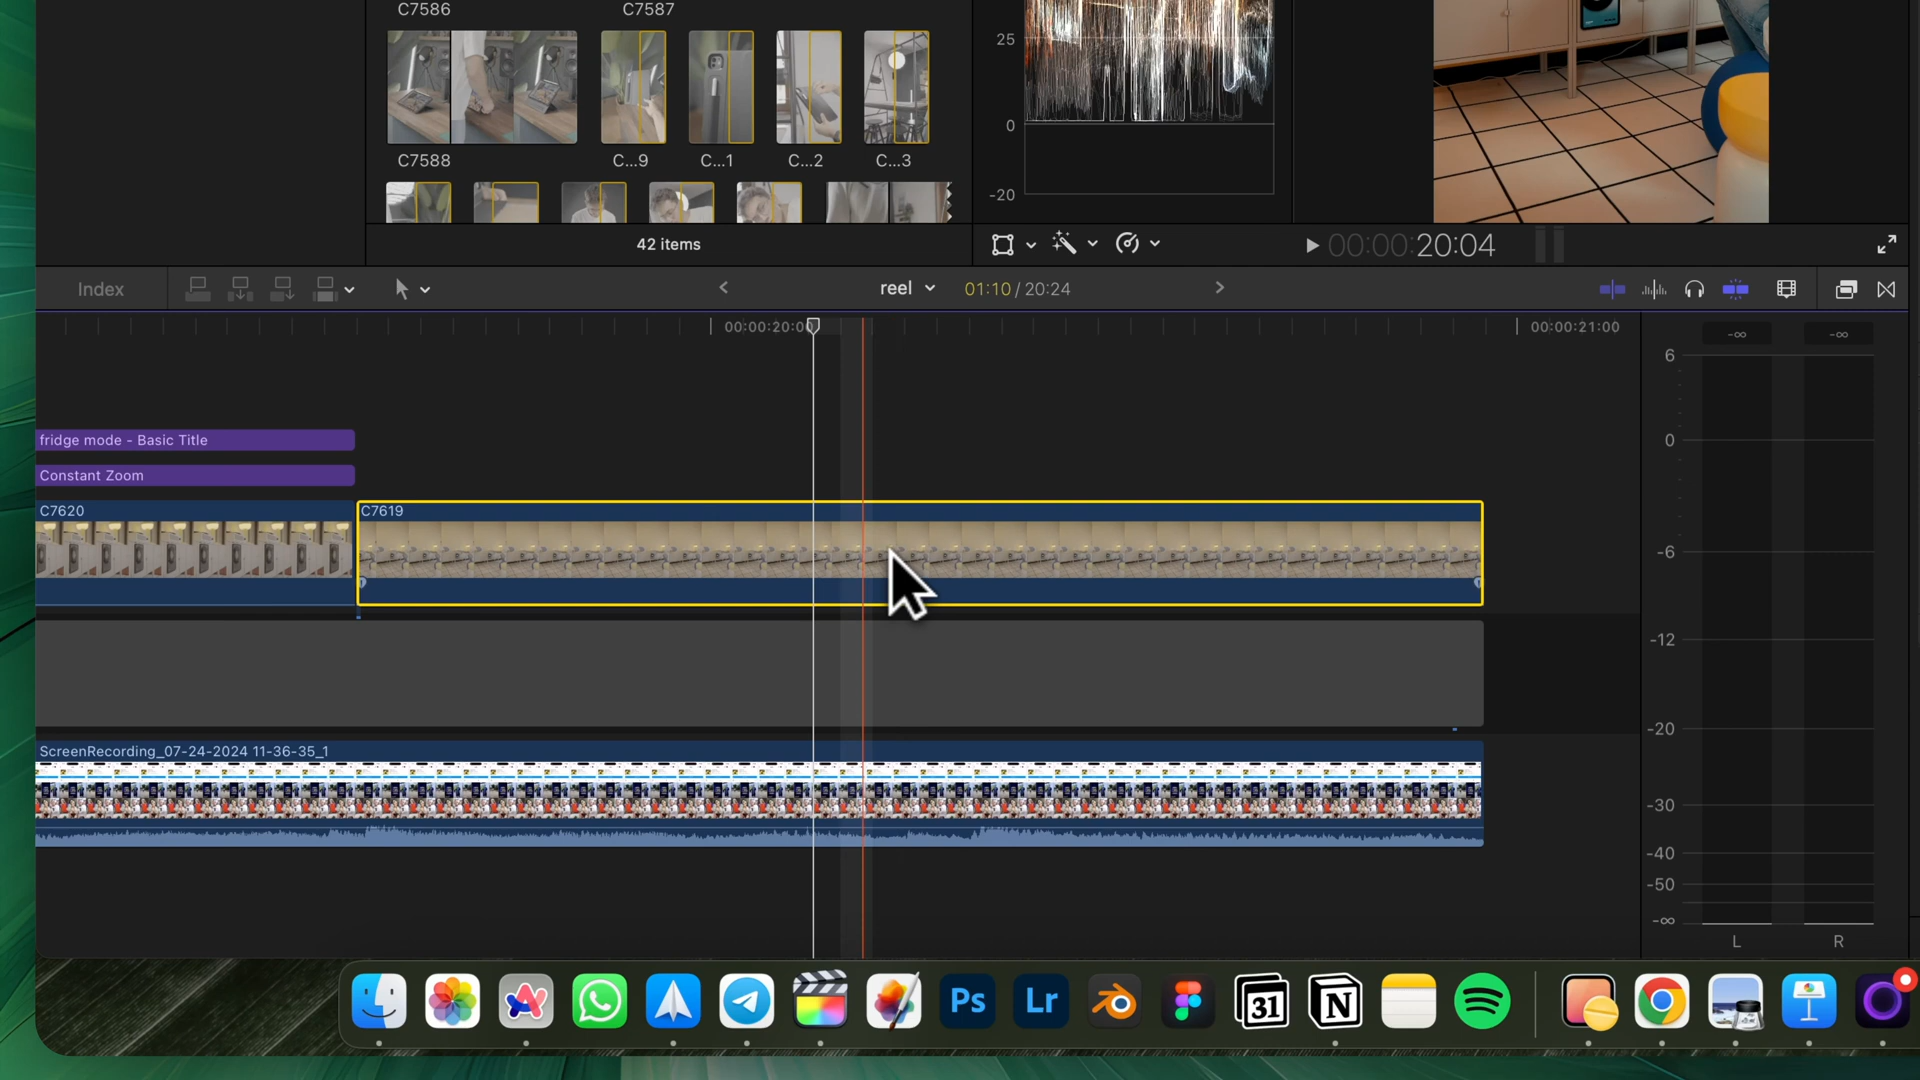 C7586
C7587
25
0
-20
C7588
C...9
C...1
C...2
C...3
42 items
00:00:20:04
Index
reel
01:10 / 20:24
00:00:20:00
00:00:21:00
-∞
-∞
6
0
-6
-12
-20
-30
-40
-50
-∞
L
R
fridge mode - Basic Title
Constant Zoom
C7620
C7619
ScreenRecording_07-24-2024 11-36-35_1
Ps
Lr
31
N